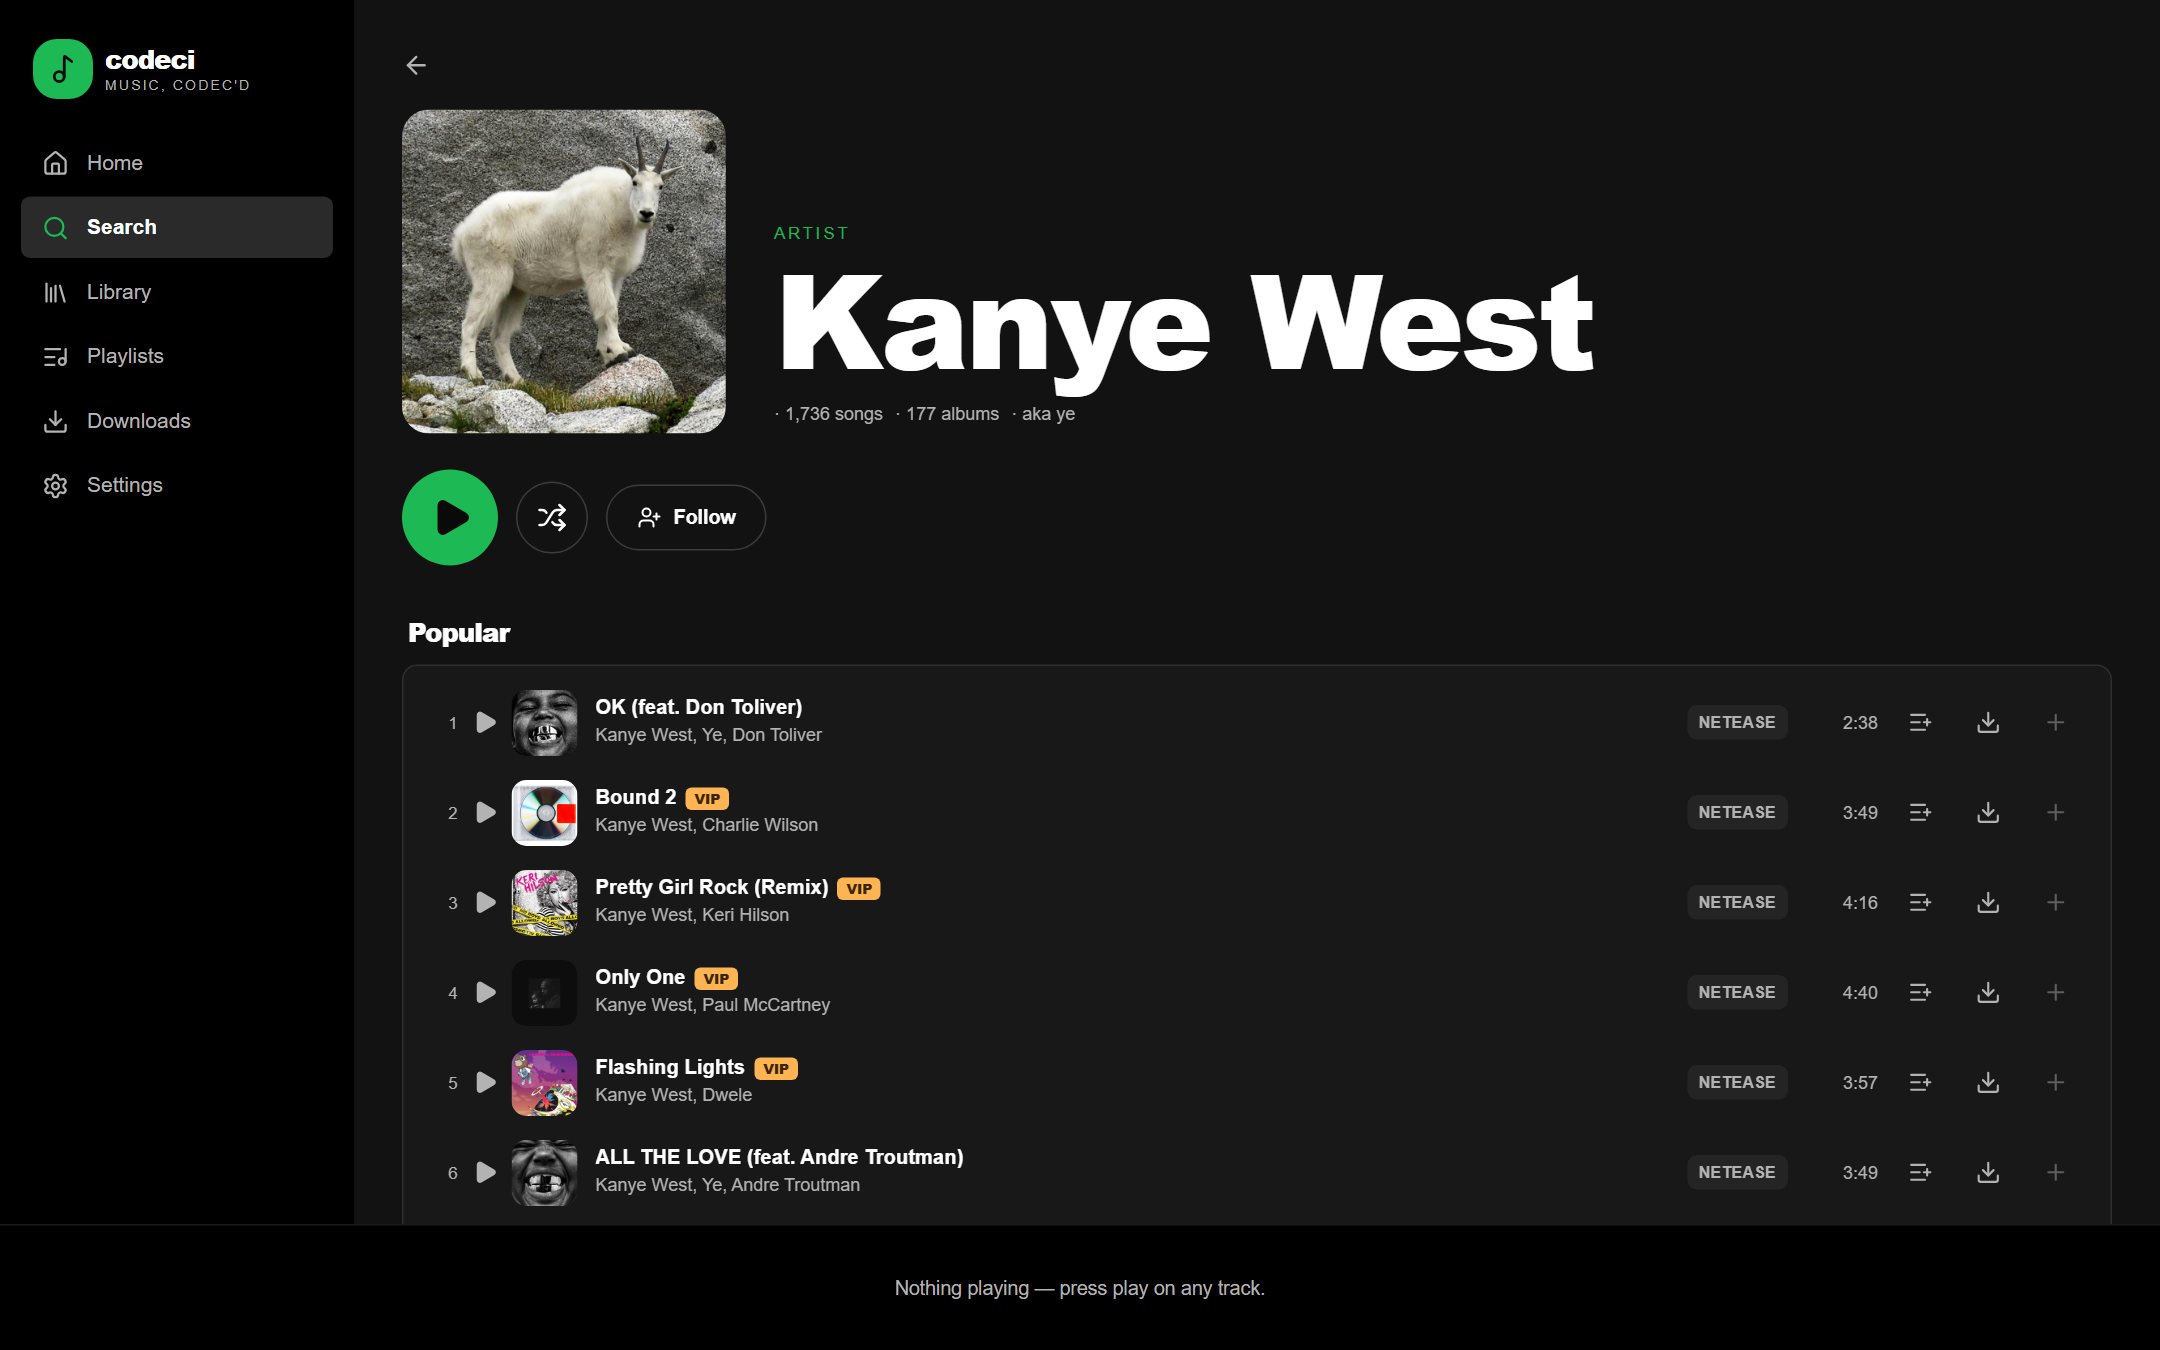 codeci
MUSIC, CODEC'D
Home
Search
Library
Playlists
Downloads
Settings
ARTIST
Kanye West
· 1,736 songs · 177 albums · aka ye
Follow
Popular
1 OK (feat. Don Toliver) NETEASE 2:38
Kanye West, Ye, Don Toliver
2 Bound 2 VIP NETEASE 3:49
Kanye West, Charlie Wilson
3 KERI HILSON Pretty Girl Rock (Remix) VIP NETEASE 4:16
Kanye West, Keri Hilson
4 Only One VIP NETEASE 4:40
Kanye West, Paul McCartney
5 Flashing Lights VIP NETEASE 3:57
Kanye West, Dwele
6 ALL THE LOVE (feat. Andre Troutman) NETEASE 3:49
Kanye West, Ye, Andre Troutman
Nothing playing — press play on any track.